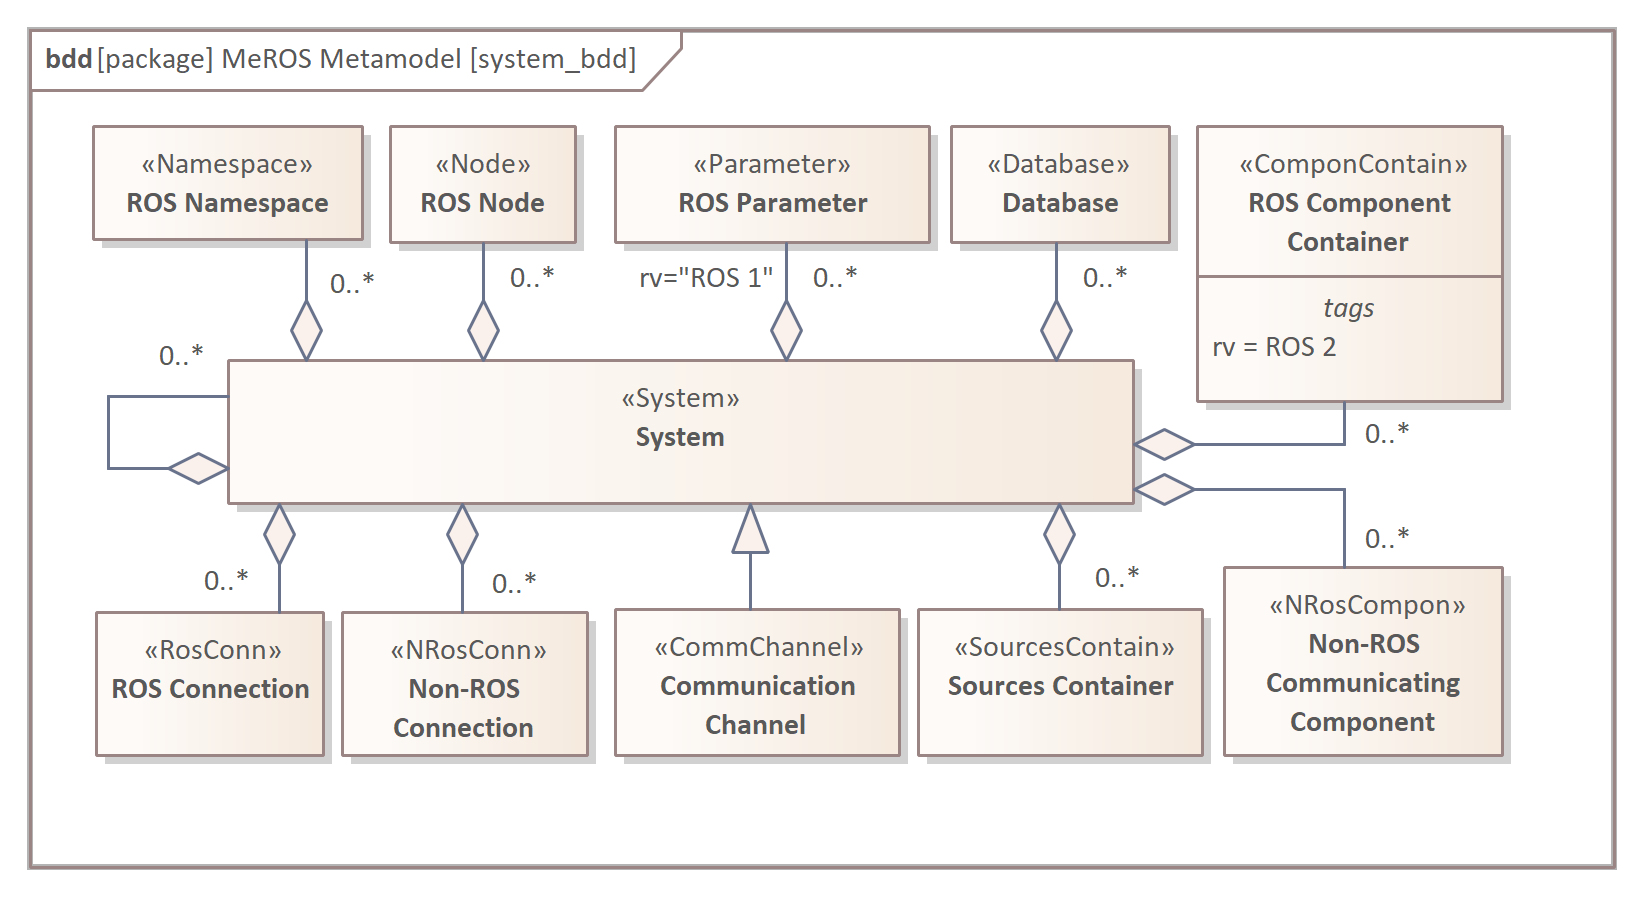 bdd [package] MeROS Metamodel [system_bdd]
«Namespace»
ROS Namespace
«Node»
ROS Node
«Parameter»
ROS Parameter
«Database»
Database
«ComponContain»
ROS Component
Container
tags
rv = ROS 2
0..*
0..*
rv="ROS 1"
0..*
0..*
0..*
«System»
System
0..*
0..*
0..*
0..*
0..*
«RosConn»
ROS Connection
«NRosConn»
Non-ROS
Connection
«CommChannel»
Communication
Channel
«SourcesContain»
Sources Container
«NRosCompon»
Non-ROS
Communicating
Component